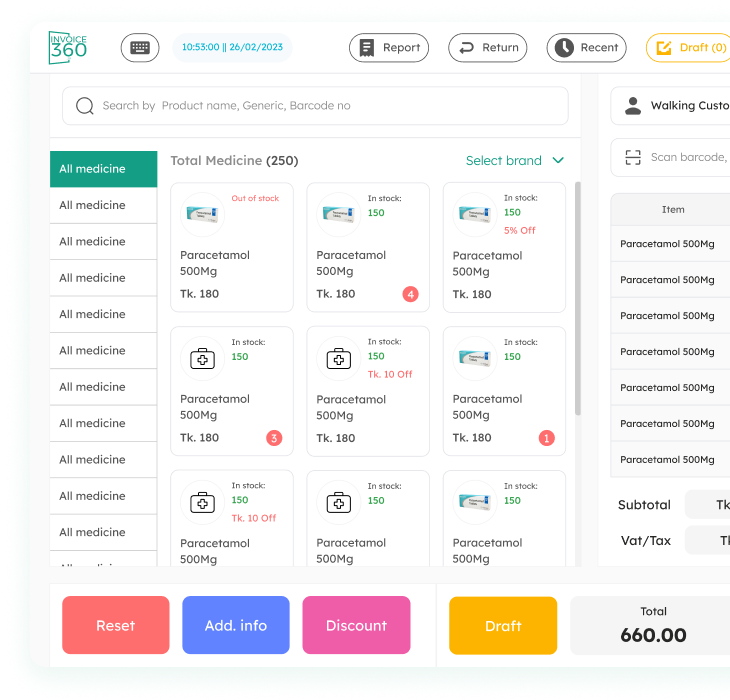 INVOICE
360
10:53:00 || 26/02/2023
Report
Return
Recent
Draft (0)
Search by Product name, Generic, Barcode no
Walking Custo
Scan barcode,
All medicine
All medicine
All medicine
All medicine
All medicine
All medicine
All medicine
All medicine
All medicine
All medicine
All medicine
Total Medicine (250)
Select brand
Out of stock
Paracetamol
500Mg
Tk. 180
In stock:
150
Paracetamol
500Mg
Tk. 180
4
In stock:
150
5% Off
Paracetamol
500Mg
Tk. 180
In stock:
150
Paracetamol
500Mg
Tk. 180
3
In stock:
150
Tk. 10 Off
Paracetamol
500Mg
Tk. 180
In stock:
150
Paracetamol
500Mg
Tk. 180
1
In stock:
150
Tk. 10 Off
Paracetamol
500Mg
In stock:
150
Paracetamol
500Mg
In stock:
150
Paracetamol
500Mg
Item
Paracetamol 500Mg
Paracetamol 500Mg
Paracetamol 500Mg
Paracetamol 500Mg
Paracetamol 500Mg
Paracetamol 500Mg
Paracetamol 500Mg
Subtotal
Tk
Vat/Tax
Reset
Add. info
Discount
Draft
Total
660.00